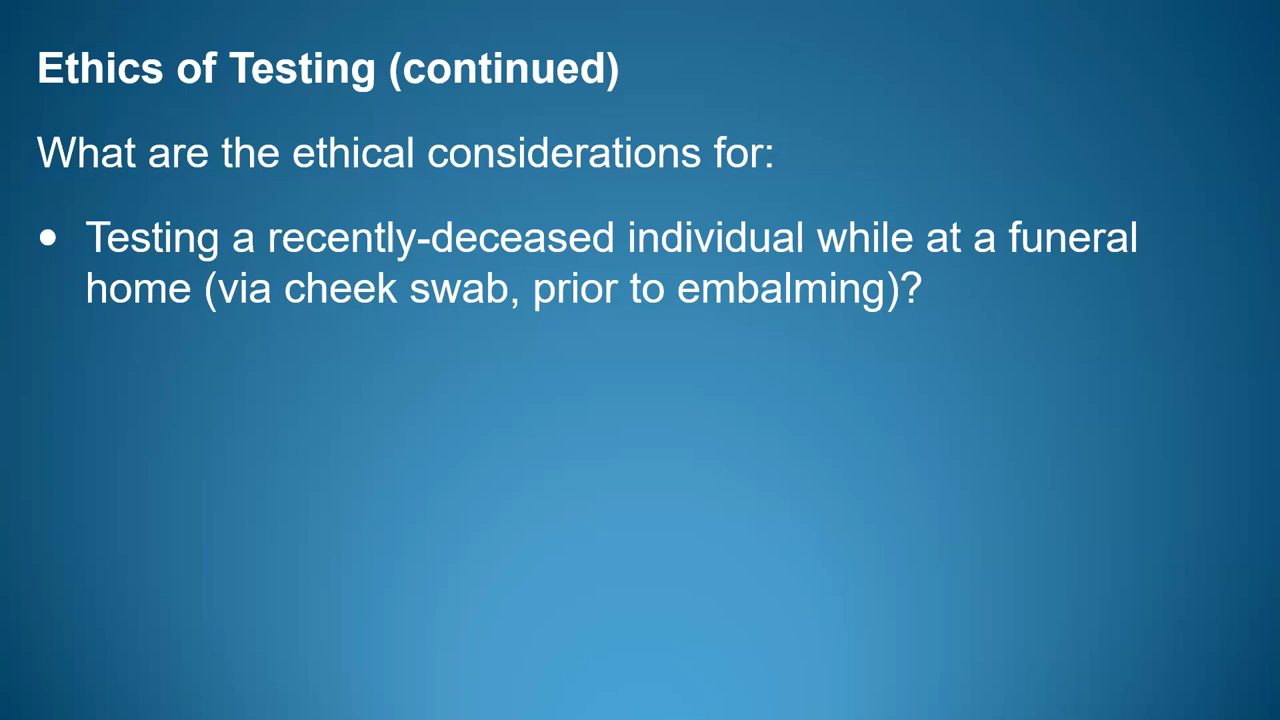 Ethics of Testing (continued)
What are the ethical considerations for:
• Testing a recently-deceased individual while at a funeral
home (via cheek swab, prior to embalming)?